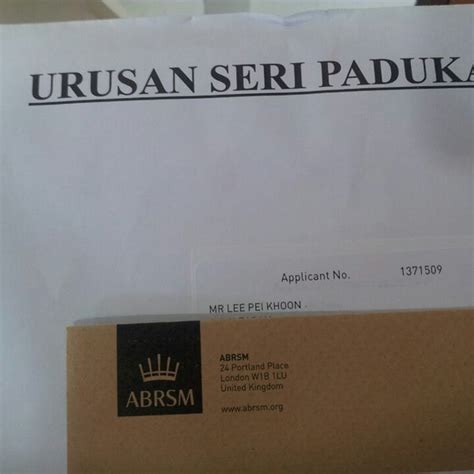 URUSAN SERI PADUKA
Applicant No. 1371509
MR LEE PEI KHOON
ABRSM
ABRSM
24 Portland Place
London W1B 1LU
United Kingdom
www.abrsm.org